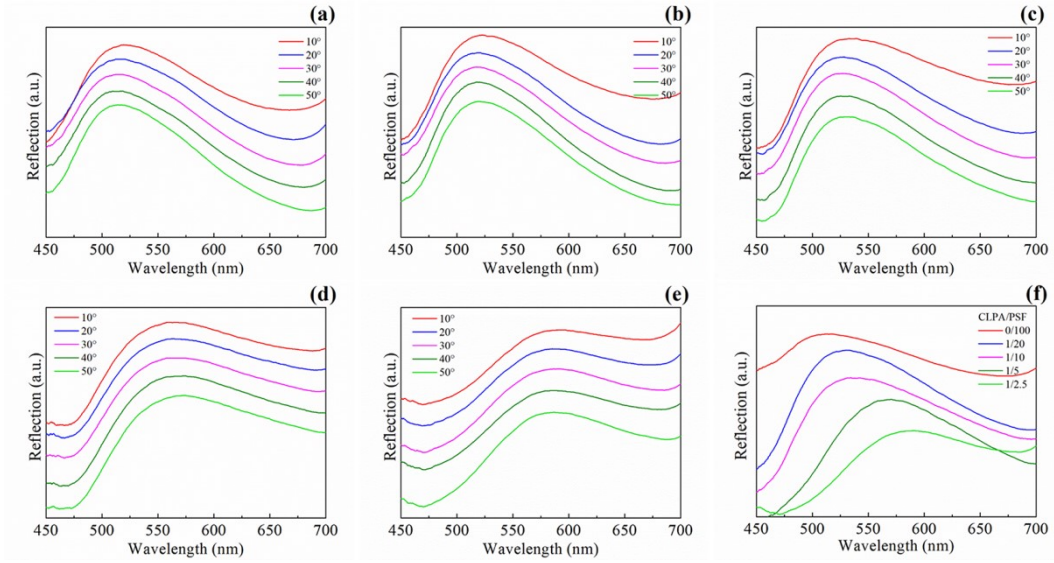 (a)
10°
20°
30°
40°
50°
Reflection (a.u.)
450 500 550 600 650 700
Wavelength (nm)
(b)
10°
20°
30°
40°
50°
Reflection (a.u.)
450 500 550 600 650 700
Wavelength (nm)
(c)
10°
20°
30°
40°
50°
Reflection (a.u.)
450 500 550 600 650 700
Wavelength (nm)
(d)
10°
20°
30°
40°
50°
Reflection (a.u.)
450 500 550 600 650 700
Wavelength (nm)
(e)
10°
20°
30°
40°
50°
Reflection (a.u.)
450 500 550 600 650 700
Wavelength (nm)
(f)
CLPA/PSF
0/100
1/20
1/10
1/5
1/2.5
Reflection (a.u.)
450 500 550 600 650 700
Wavelength (nm)